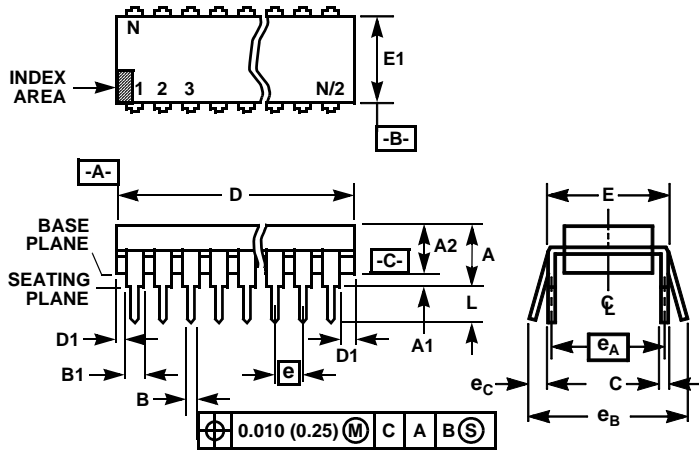 N
INDEX
AREA
1 2 3 N/2
E1
-B-
-A-
D
E
BASE
PLANE
A2
A
-C-
SEATING
PLANE
L
D1
A1
D1
B1
e
B
℄
eA
eC
C
eB
⌖ 0.010 (0.25) Ⓜ C A B Ⓢ